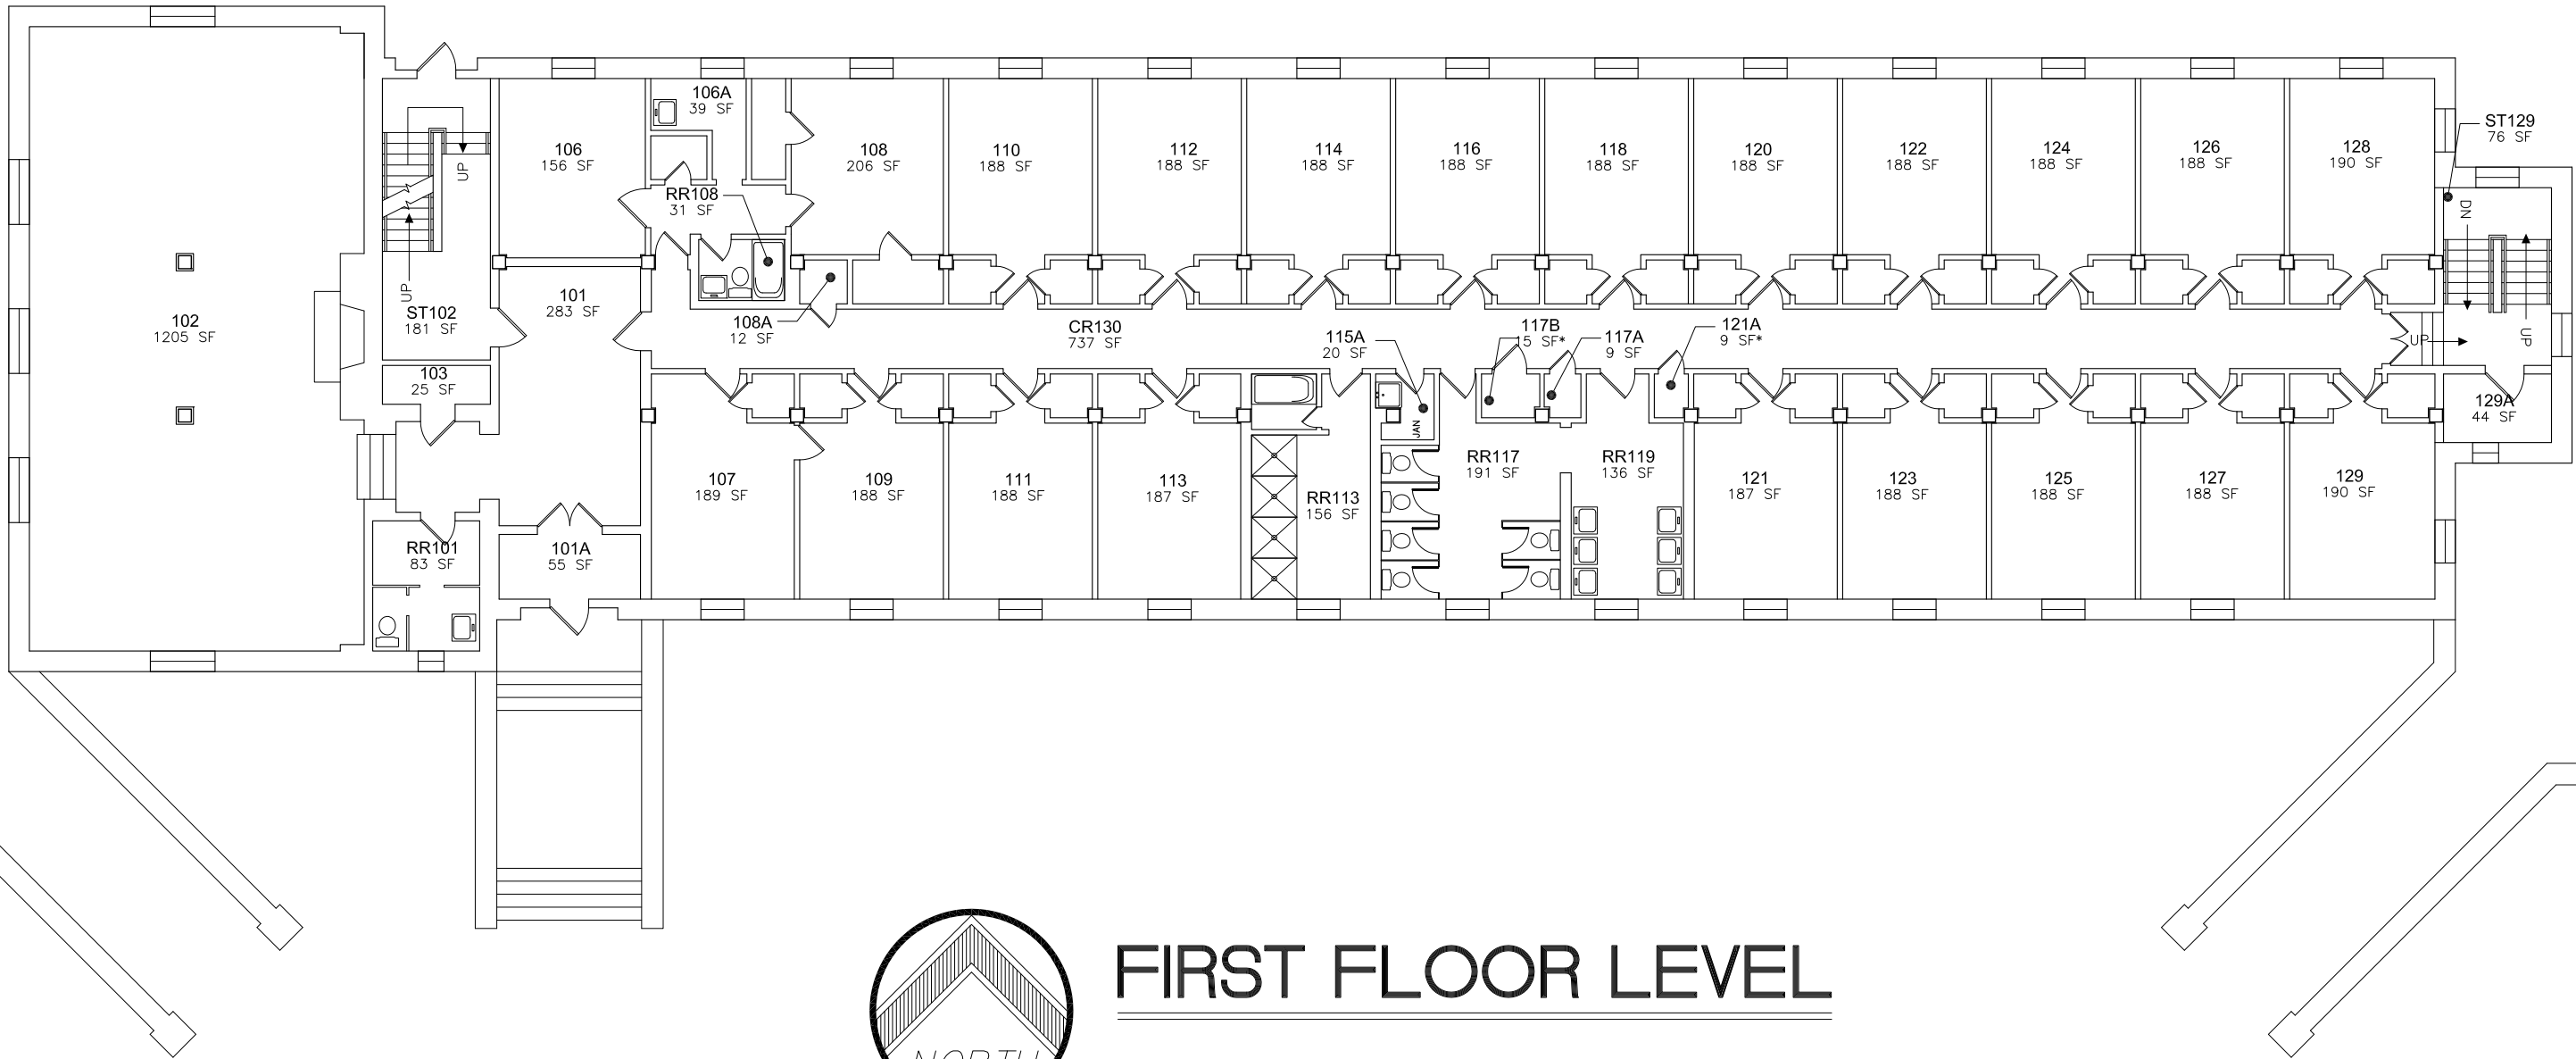 106A
39 SF
106
156 SF
108
206 SF
110
188 SF
112
188 SF
114
188 SF
116
188 SF
118
188 SF
120
188 SF
122
188 SF
124
188 SF
126
188 SF
128
190 SF
ST129
76 SF
UP
RR108
31 SF
DN
UP
UP
102
1205 SF
ST102
181 SF
101
283 SF
108A
12 SF
CR130
737 SF
115A
20 SF
117B
15 SF*
117A
9 SF
121A
9 SF*
UP
103
25 SF
129A
44 SF
JAN
107
189 SF
109
188 SF
111
188 SF
113
187 SF
RR113
156 SF
RR117
191 SF
RR119
136 SF
121
187 SF
123
188 SF
125
188 SF
127
188 SF
129
190 SF
RR101
83 SF
101A
55 SF
FIRST FLOOR LEVEL
NORTH